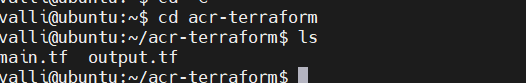 valli@ubuntu:~$ cd acr-terraform
valli@ubuntu:~/acr-terraform$ ls
main.tf  output.tf
valli@ubuntu:~/acr-terraform$